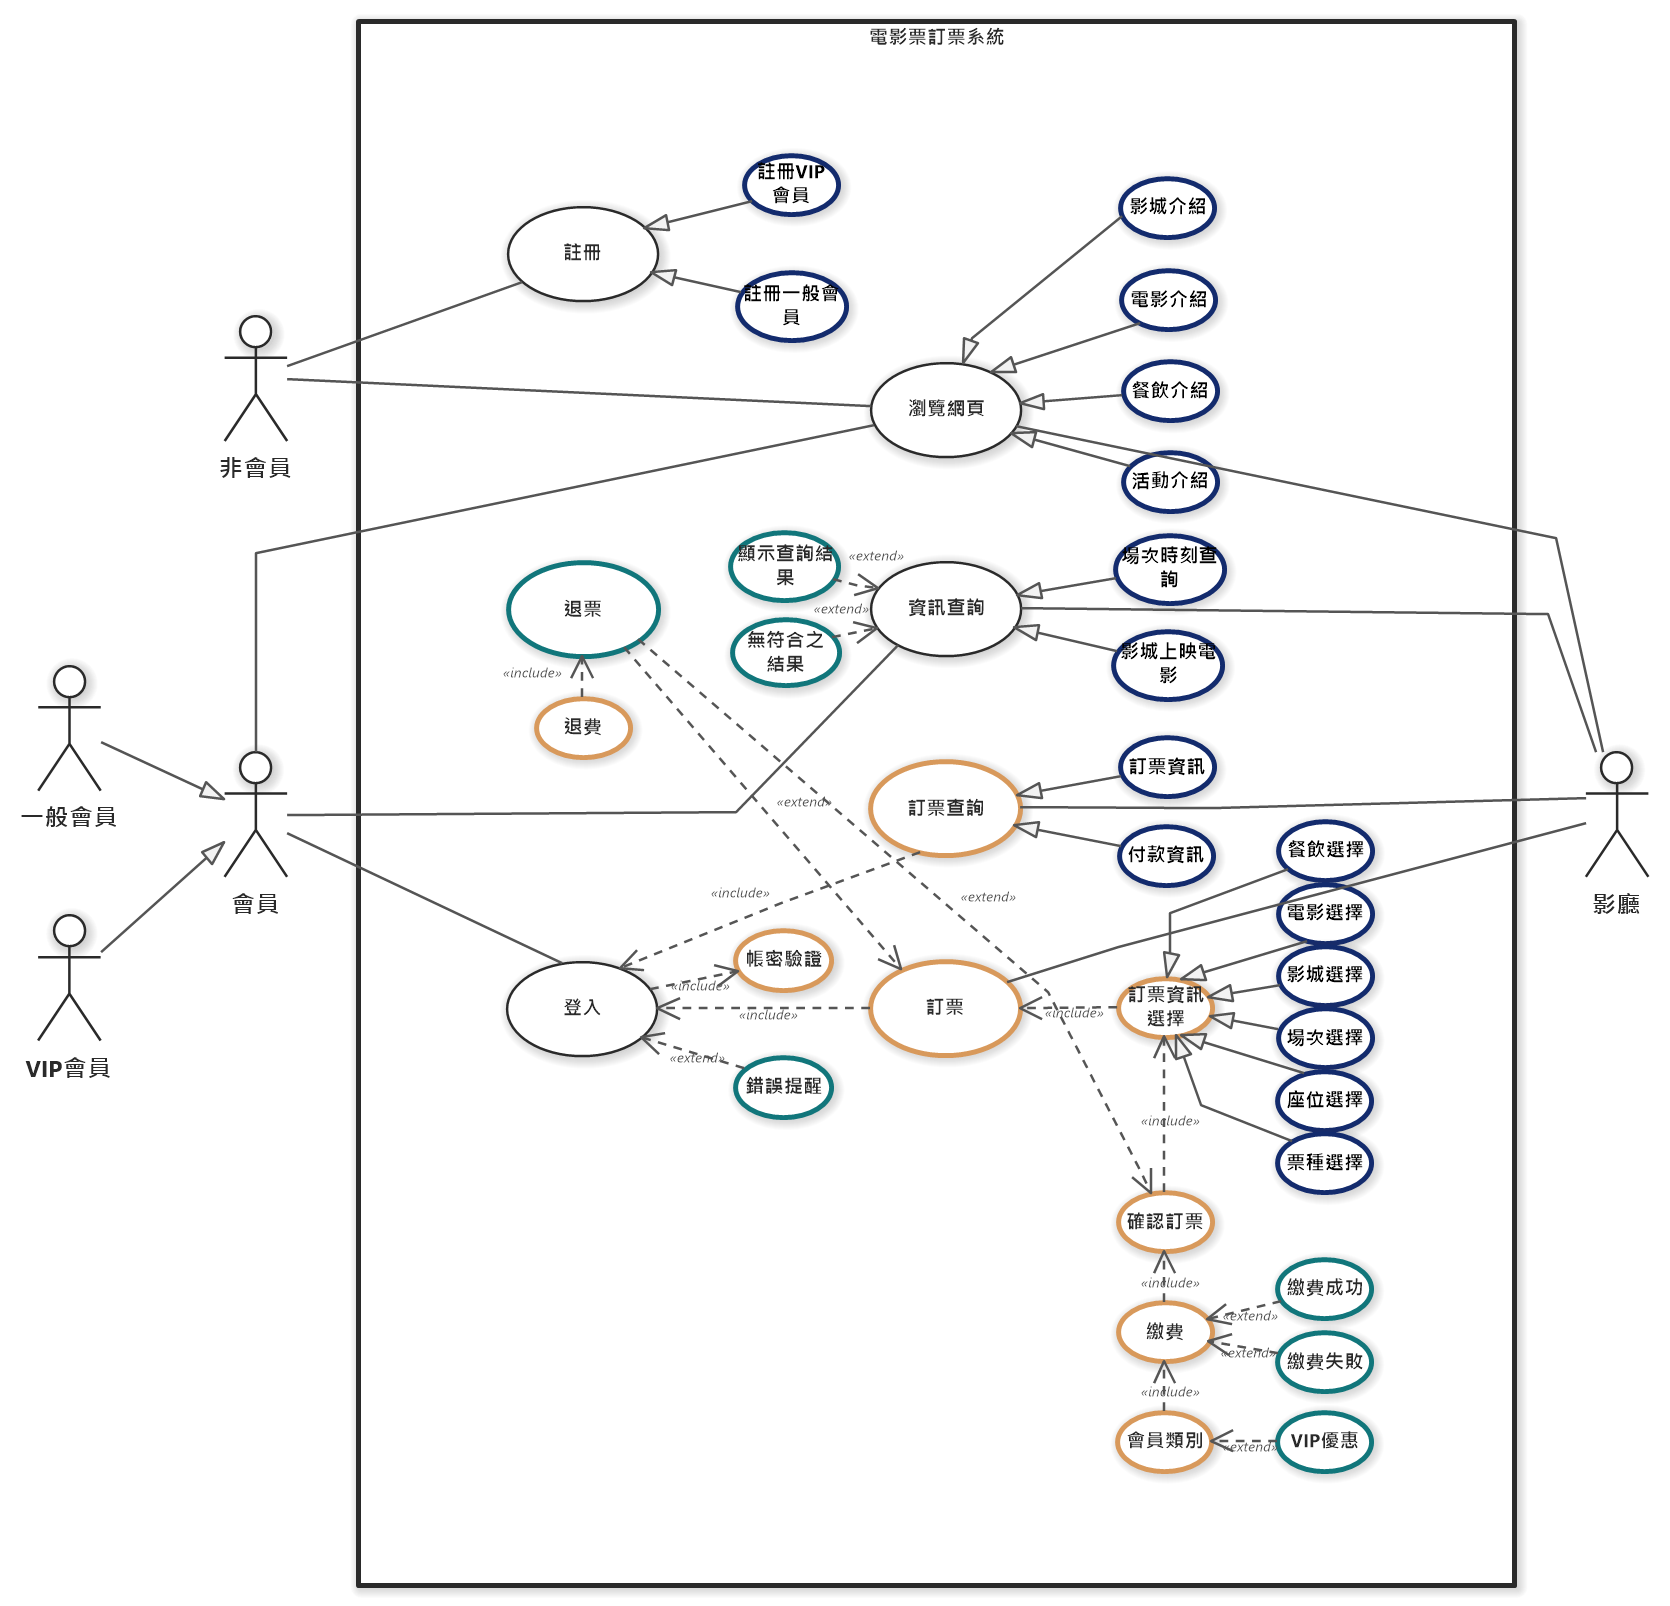 電影票訂票系統
註冊VIP
會員
註冊
註冊一般會
員
影城介紹
電影介紹
餐飲介紹
瀏覽網頁
活動介紹
非會員
顯示查詢結
果
«extend»
場次時刻查
詢
退票
«extend»
資訊查詢
無符合之
結果
影城上映電
影
«include»
退費
訂票資訊
«extend»
訂票查詢
付款資訊
一般會員
會員
影廳
餐飲選擇
«include»
«extend»
電影選擇
帳密驗證
«include»
影城選擇
登入
«include»
訂票
«include»
訂票資訊
選擇
場次選擇
VIP會員
«extend»
錯誤提醒
座位選擇
«include»
票種選擇
確認訂票
«include»
繳費成功
«extend»
繳費
«extend»
繳費失敗
«include»
會員類別
«extend»
VIP優惠